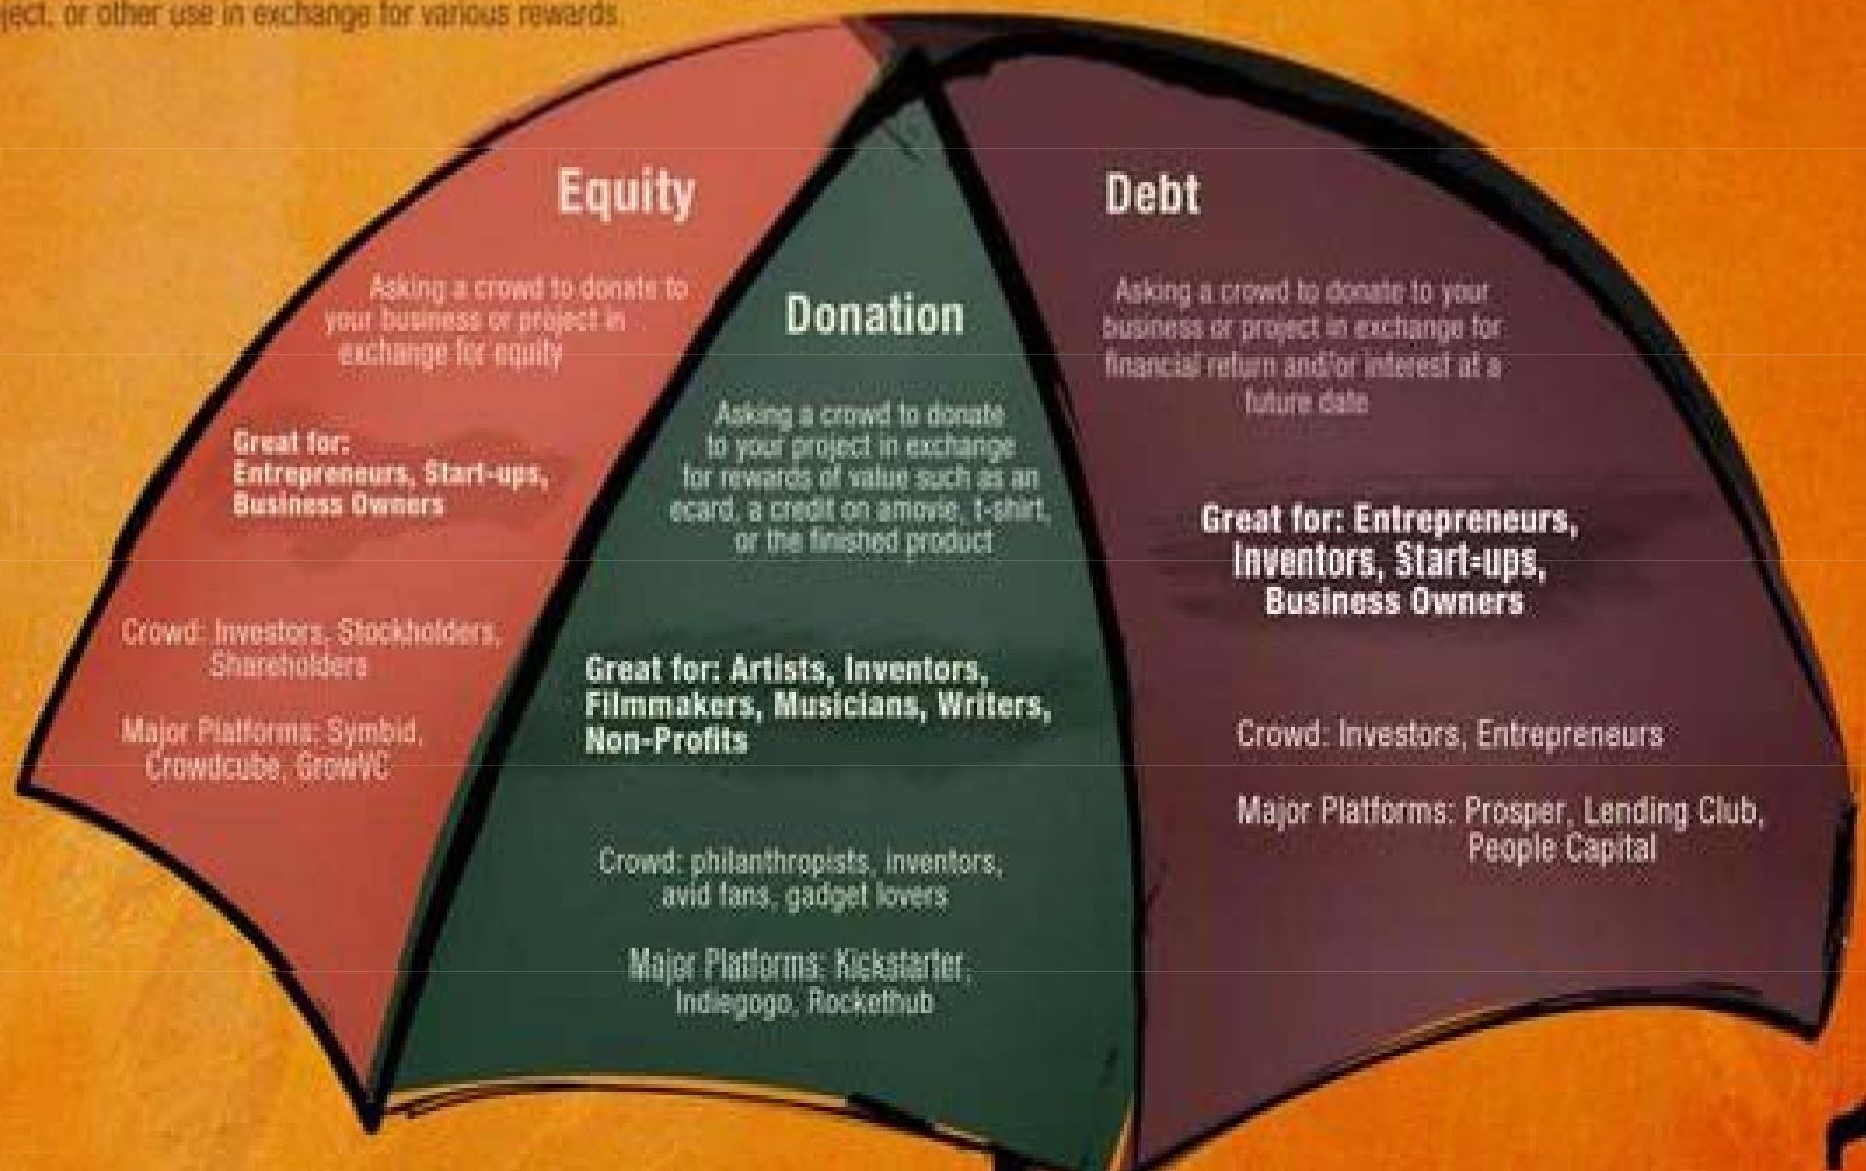 ject, or other use in exchange for various rewards.
Equity
Asking a crowd to donate to
your business or project in
exchange for equity
Great for:
Entrepreneurs, Start-ups,
Business Owners
Crowd: Investors, Stockholders,
Shareholders
Major Platforms: Symbid,
Crowdcube, GrowVC
Donation
Asking a crowd to donate
to your project in exchange
for rewards of value such as an
ecard, a credit on amovie, t-shirt,
or the finished product
Great for: Artists, Inventors,
Filmmakers, Musicians, Writers,
Non-Profits
Crowd: philanthropists, inventors,
avid fans, gadget lovers
Major Platforms: Kickstarter,
Indiegogo, Rockethub
Debt
Asking a crowd to donate to your
business or project in exchange for
financial return and/or interest at a
future date
Great for: Entrepreneurs,
Inventors, Start-ups,
Business Owners
Crowd: Investors, Entrepreneurs
Major Platforms: Prosper, Lending Club,
People Capital